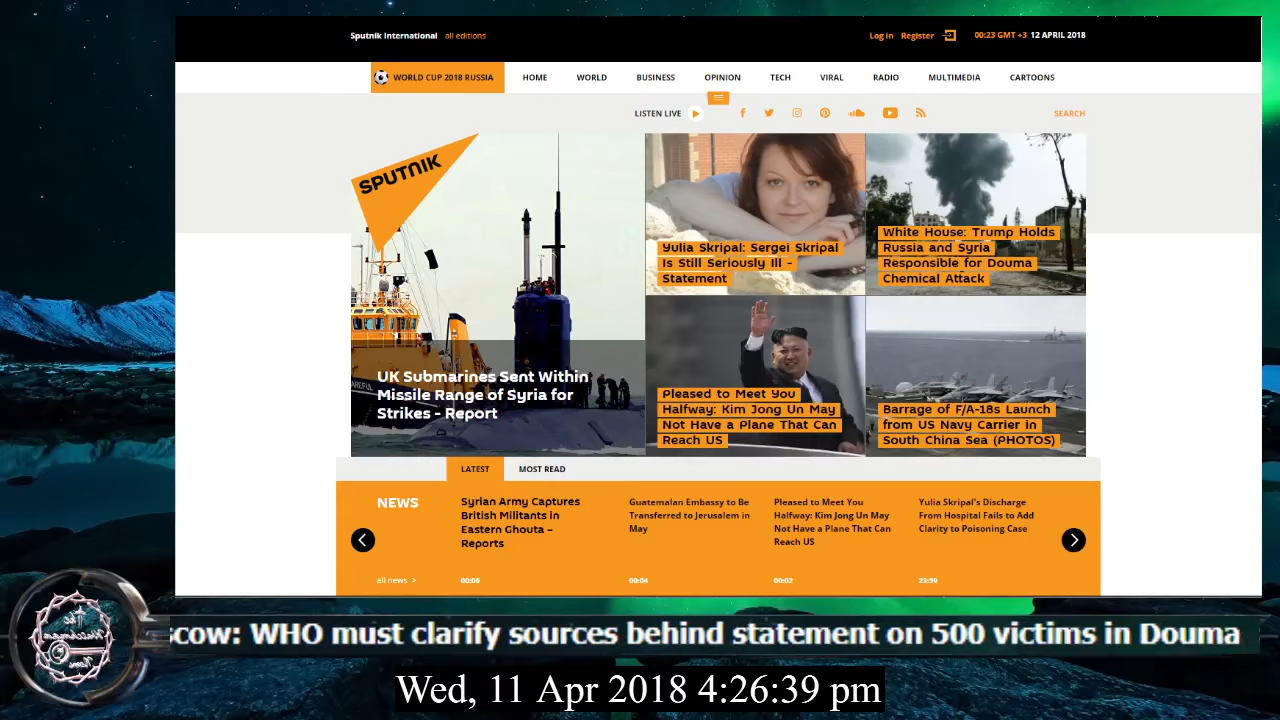 Sputnik International all editions
Log in Register 00:23 GMT +3 12 APRIL 2018
WORLD CUP 2018 RUSSIA HOME WORLD BUSINESS OPINION TECH VIRAL RADIO MULTIMEDIA CARTOONS
LISTEN LIVE
SEARCH
SPUTNIK
UK Submarines Sent Within
Missile Range of Syria for
Strikes - Report
Yulia Skripal: Sergei Skripal
Is Still Seriously Ill -
Statement
White House: Trump Holds
Russia and Syria
Responsible for Douma
Chemical Attack
Pleased to Meet You
Halfway: Kim Jong Un May
Not Have a Plane That Can
Reach US
Barrage of F/A-18s Launch
from US Navy Carrier in
South China Sea (PHOTOS)
LATEST MOST READ
NEWS
all news >
Syrian Army Captures
British Militants in
Eastern Ghouta –
Reports
00:06
Guatemalan Embassy to Be
Transferred to Jerusalem in
May
00:04
Pleased to Meet You
Halfway: Kim Jong Un May
Not Have a Plane That Can
Reach US
00:02
Yulia Skripal's Discharge
From Hospital Fails to Add
Clarity to Poisoning Case
23:59
scow: WHO must clarify sources behind statement on 500 victims in Douma
Wed, 11 Apr 2018 4:26:39 pm